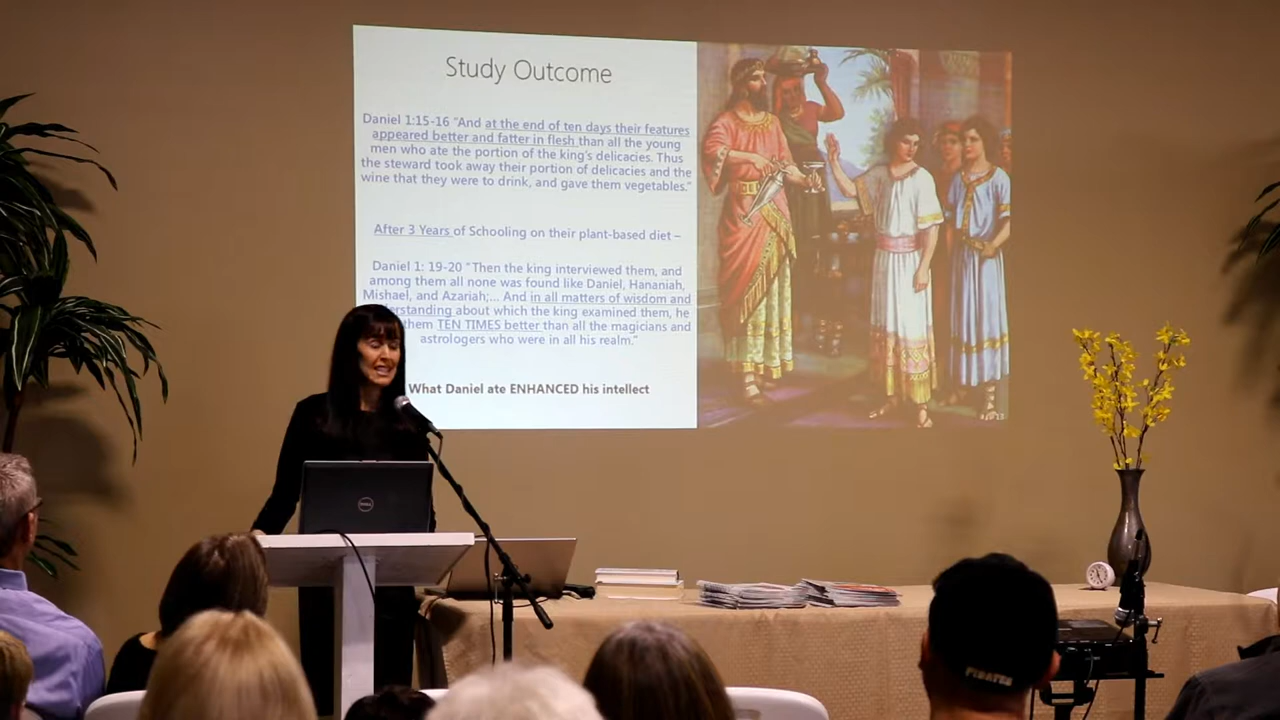 Study Outcome
Daniel 1:15-16 “And at the end of ten days their features
appeared better and fatter in flesh than all the young
men who ate the portion of the king’s delicacies. Thus
the steward took away their portion of delicacies and the
wine that they were to drink, and gave them vegetables.”
After 3 Years of Schooling on their plant-based diet –
Daniel 1: 19-20 “Then the king interviewed them, and
among them all none was found like Daniel, Hananiah,
Mishael, and Azariah;... And in all matters of wisdom and
erstanding about which the king examined them, he
them TEN TIMES better than all the magicians and
astrologers who were in all his realm.”
What Daniel ate ENHANCED his intellect
DELL
PIRATES